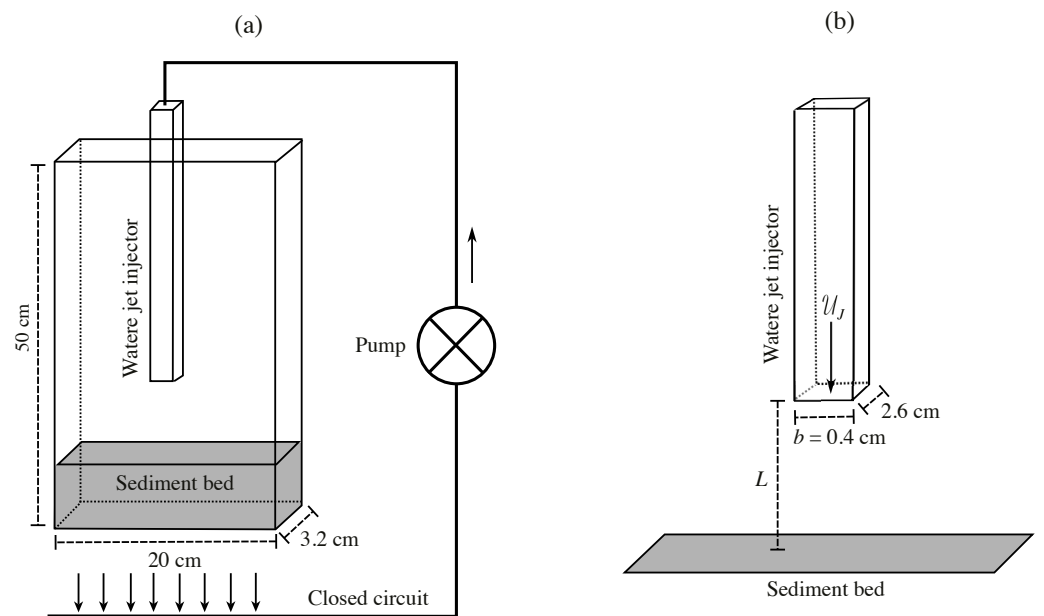 (a)
Watere jet injector
50 cm
Pump
Sediment bed
3.2 cm
20 cm
Closed circuit
(b)
Watere jet injector
𝒰_J
2.6 cm
b = 0.4 cm
L
Sediment bed